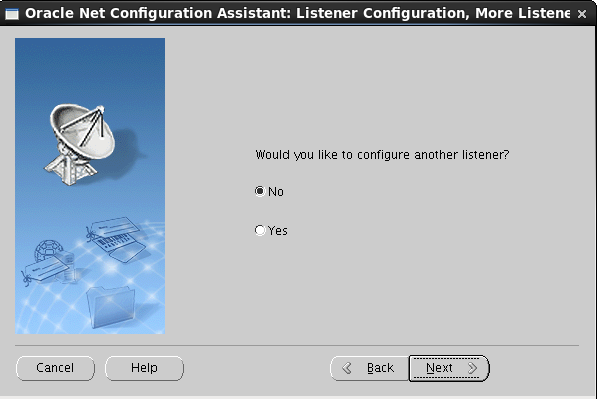 Oracle Net Configuration Assistant: Listener Configuration, More Listene
Would you like to configure another listener?
No
Yes
Cancel
Help
Back
Next